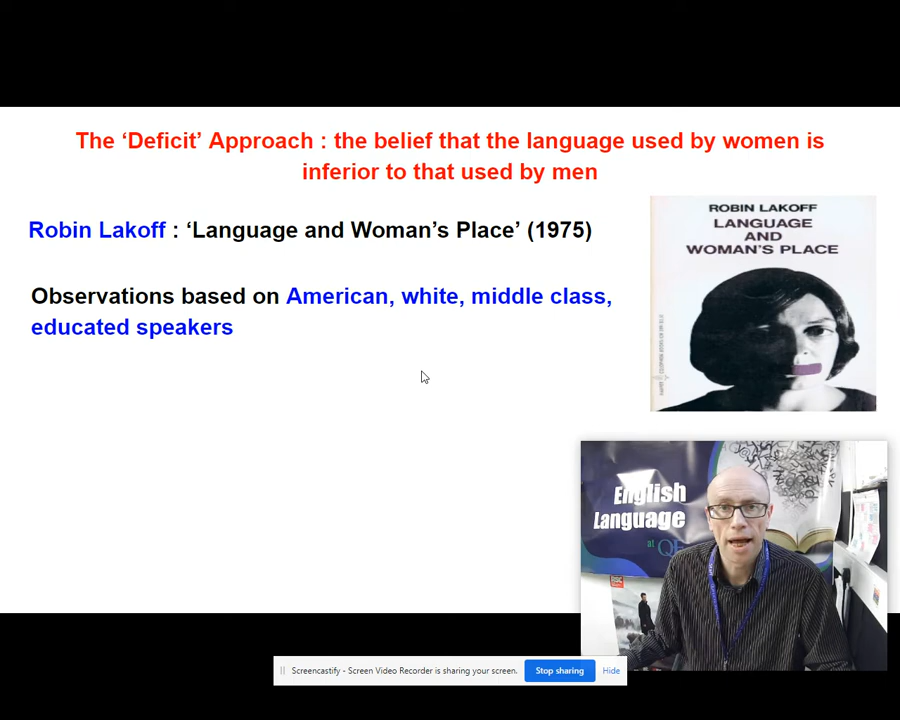 The ‘Deficit’ Approach : the belief that the language used by women is
inferior to that used by men
Robin Lakoff : ‘Language and Woman’s Place’ (1975)
Observations based on American, white, middle class,
educated speakers
ROBIN LAKOFF
LANGUAGE
AND
WOMAN'S PLACE
English
Language
at
Screencastify - Screen Video Recorder is sharing your screen.
Stop sharing
Hide